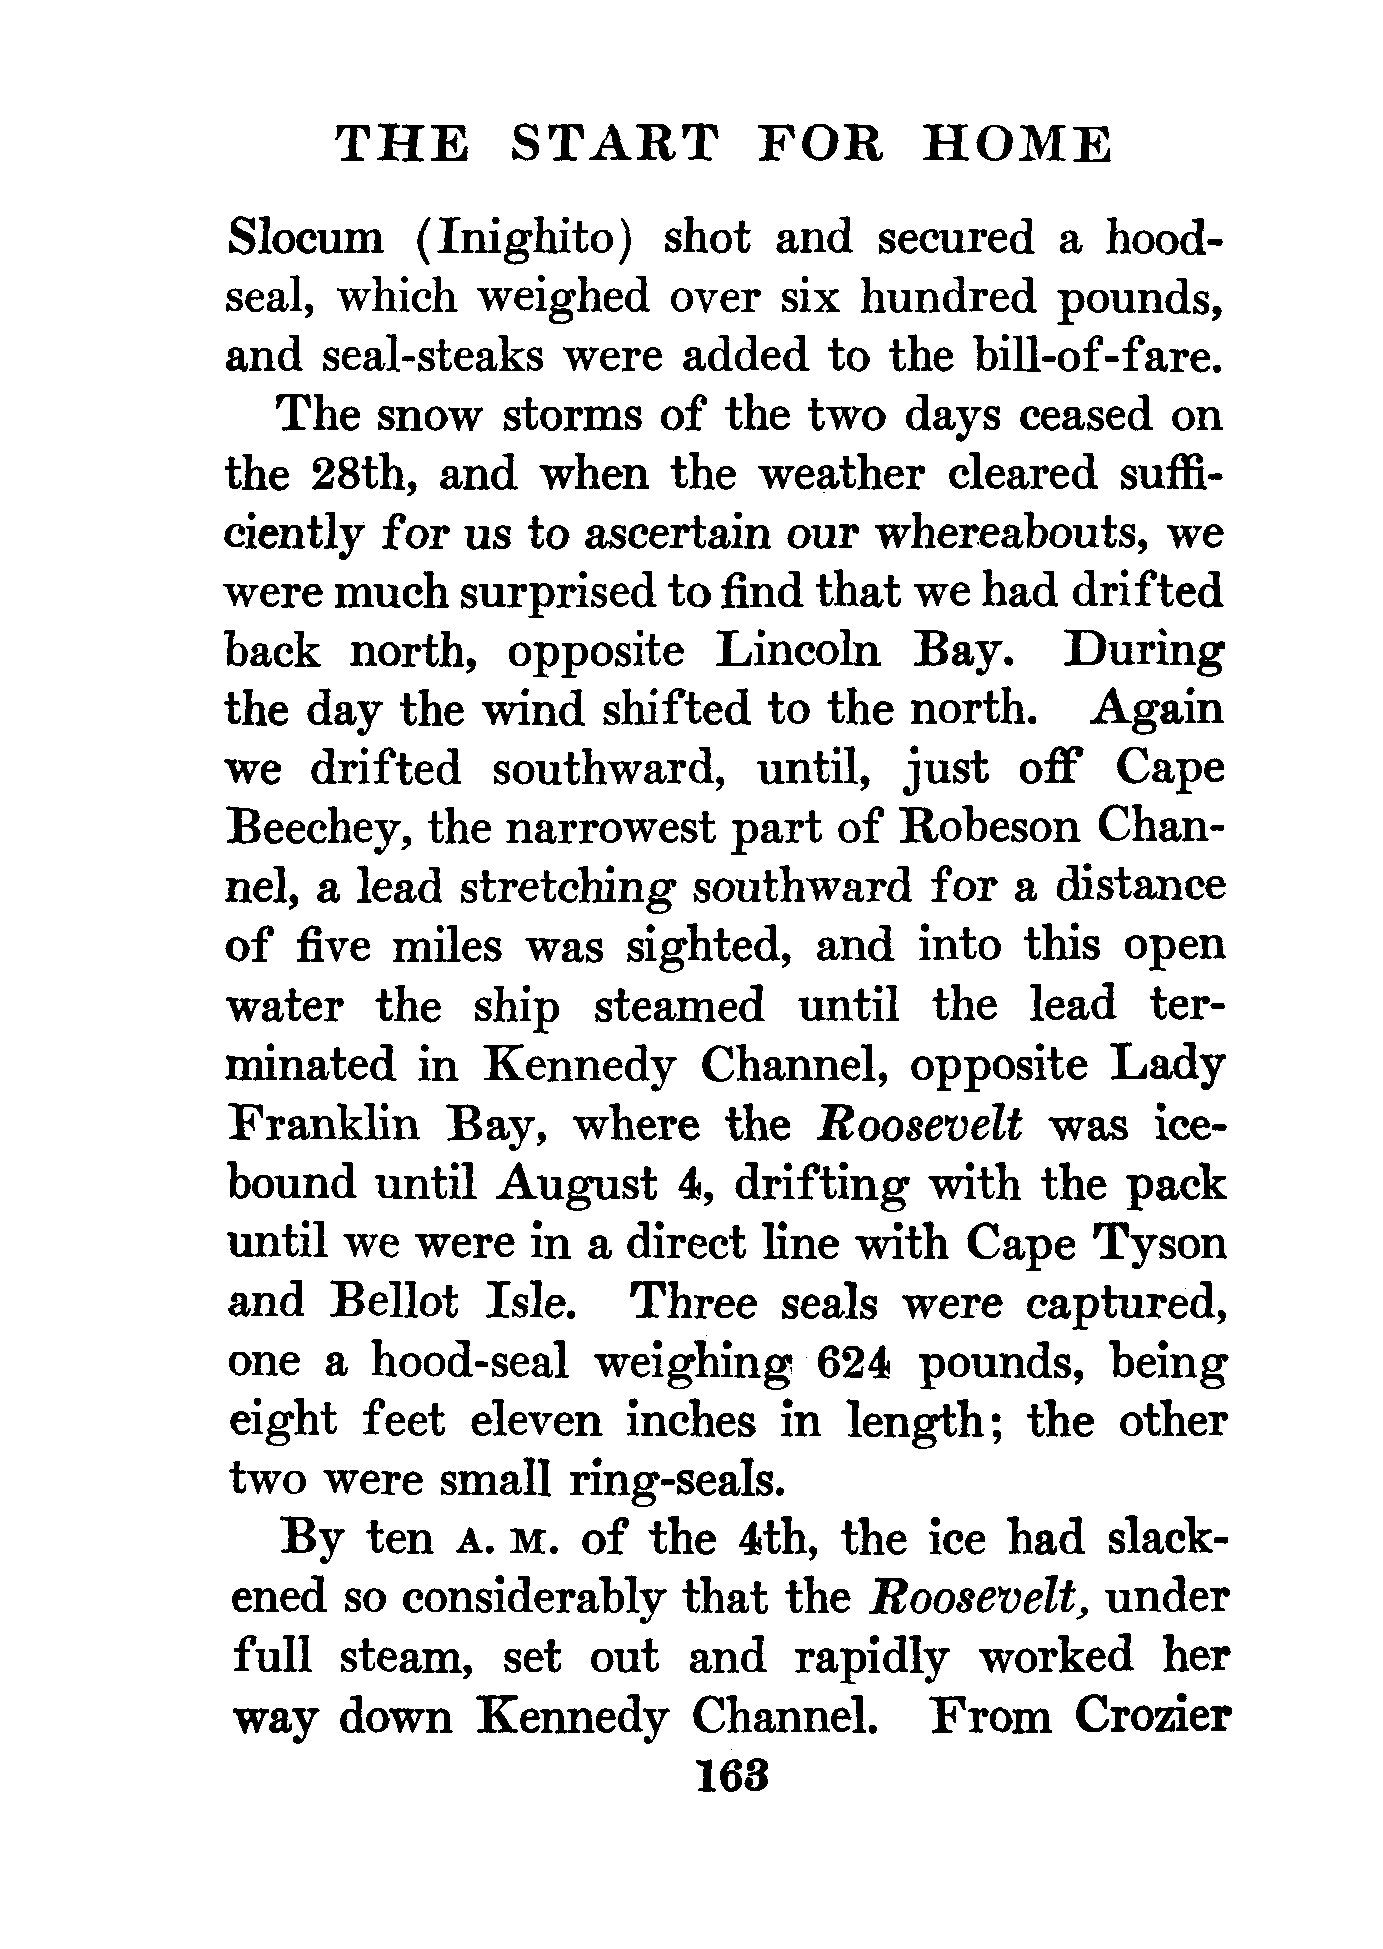 THE START FOR HOME
Slocum (Inighito) shot and secured a hood-
seal, which weighed over six hundred pounds,
and seal-steaks were added to the bill-of-fare.
The snow storms of the two days ceased on
the 28th, and when the weather cleared suffi-
ciently for us to ascertain our whereabouts, we
were much surprised to find that we had drifted
back north, opposite Lincoln Bay. During
the day the wind shifted to the north. Again
we drifted southward, until, just off Cape
Beechey, the narrowest part of Robeson Chan-
nel, a lead stretching southward for a distance
of five miles was sighted, and into this open
water the ship steamed until the lead ter-
minated in Kennedy Channel, opposite Lady
Franklin Bay, where the Roosevelt was ice-
bound until August 4, drifting with the pack
until we were in a direct line with Cape Tyson
and Bellot Isle. Three seals were captured,
one a hood-seal weighing 624 pounds, being
eight feet eleven inches in length; the other
two were small ring-seals.
By ten A. M. of the 4th, the ice had slack-
ened so considerably that the Roosevelt, under
full steam, set out and rapidly worked her
way down Kennedy Channel. From Crozier
163